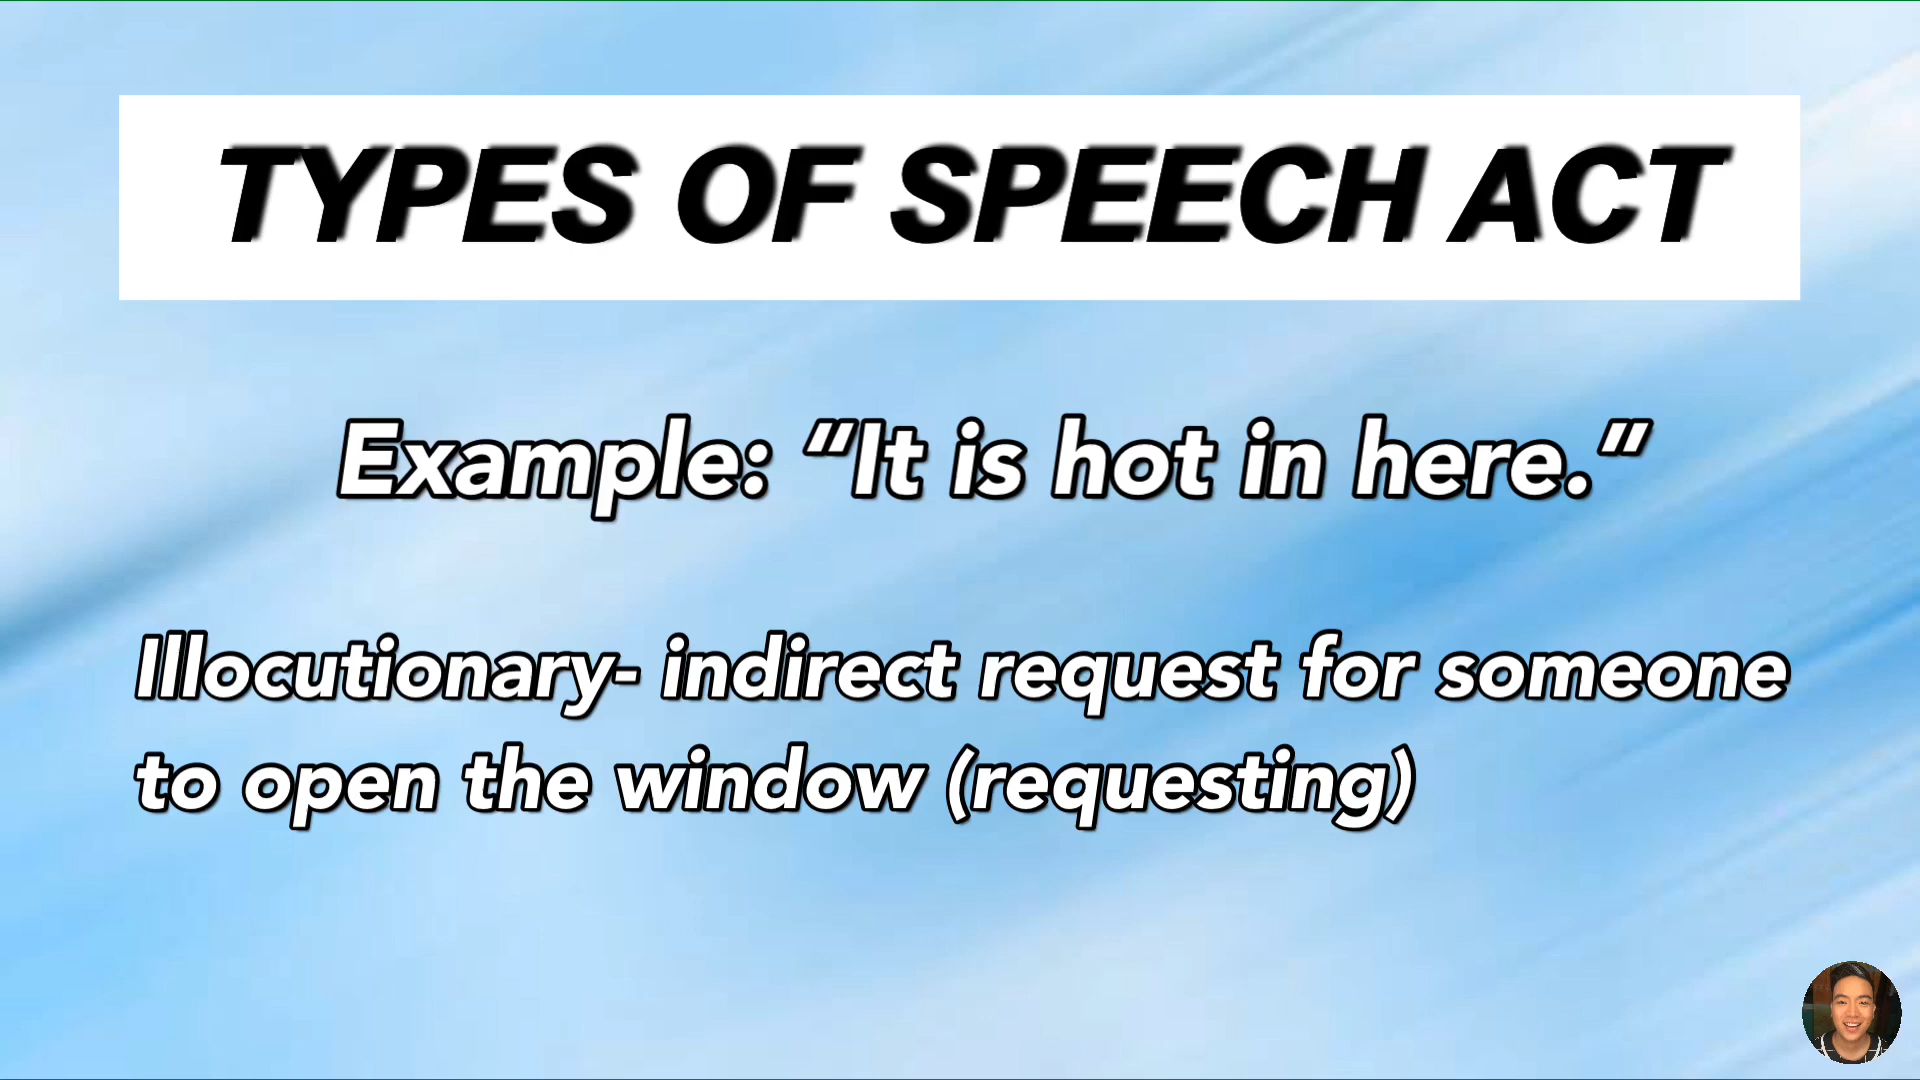 TYPES OF SPEECH ACT
Example: “It is hot in here.”
Illocutionary- indirect request for someone
to open the window (requesting)